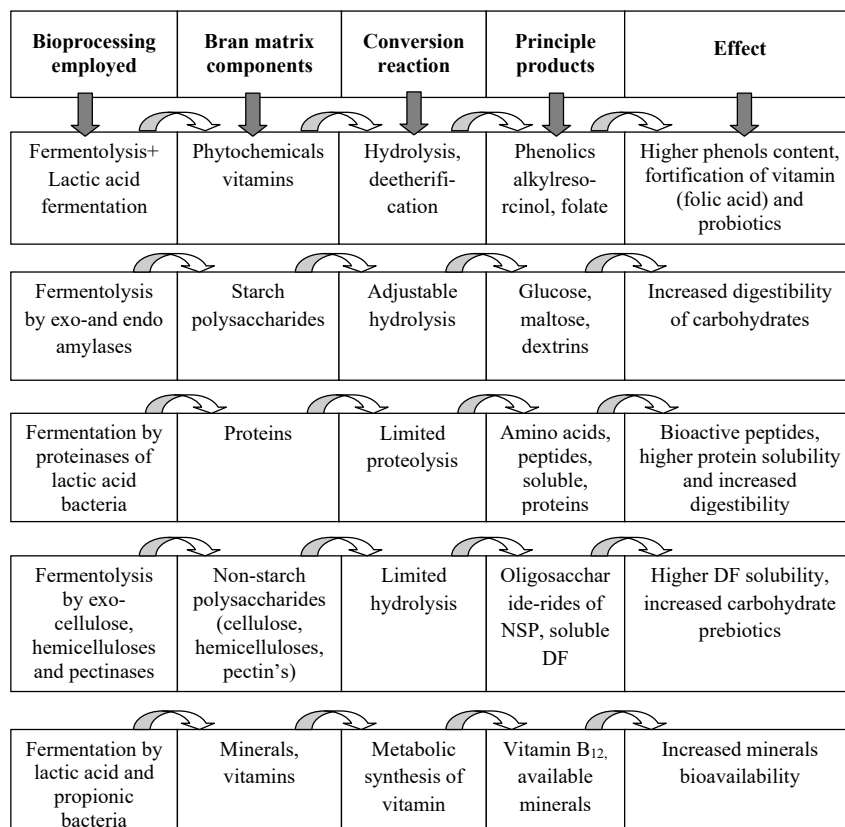 Bioprocessing
employed
Bran matrix
components
Conversion
reaction
Principle
products
Effect
Fermentolysis+
Lactic acid
fermentation
Phytochemicals
vitamins
Hydrolysis,
deetherifi-
cation
Phenolics
alkylreso-
rcinol, folate
Higher phenols content,
fortification of vitamin
(folic acid) and
probiotics
Fermentolysis
by exo-and endo
amylases
Starch
polysaccharides
Adjustable
hydrolysis
Glucose,
maltose,
dextrins
Increased digestibility
of carbohydrates
Fermentation by
proteinases of
lactic acid
bacteria
Proteins
Limited
proteolysis
Amino acids,
peptides,
soluble,
proteins
Bioactive peptides,
higher protein solubility
and increased
digestibility
Fermentolysis
by exo-
cellulose,
hemicelluloses
and pectinases
Non-starch
polysaccharides
(cellulose,
hemicelluloses,
pectin’s)
Limited
hydrolysis
Oligosacchar
ide-rides of
NSP, soluble
DF
Higher DF solubility,
increased carbohydrate
prebiotics
Fermentation by
lactic acid and
propionic
bacteria
Minerals,
vitamins
Metabolic
synthesis of
vitamin
Vitamin B₁₂,
available
minerals
Increased minerals
bioavailability